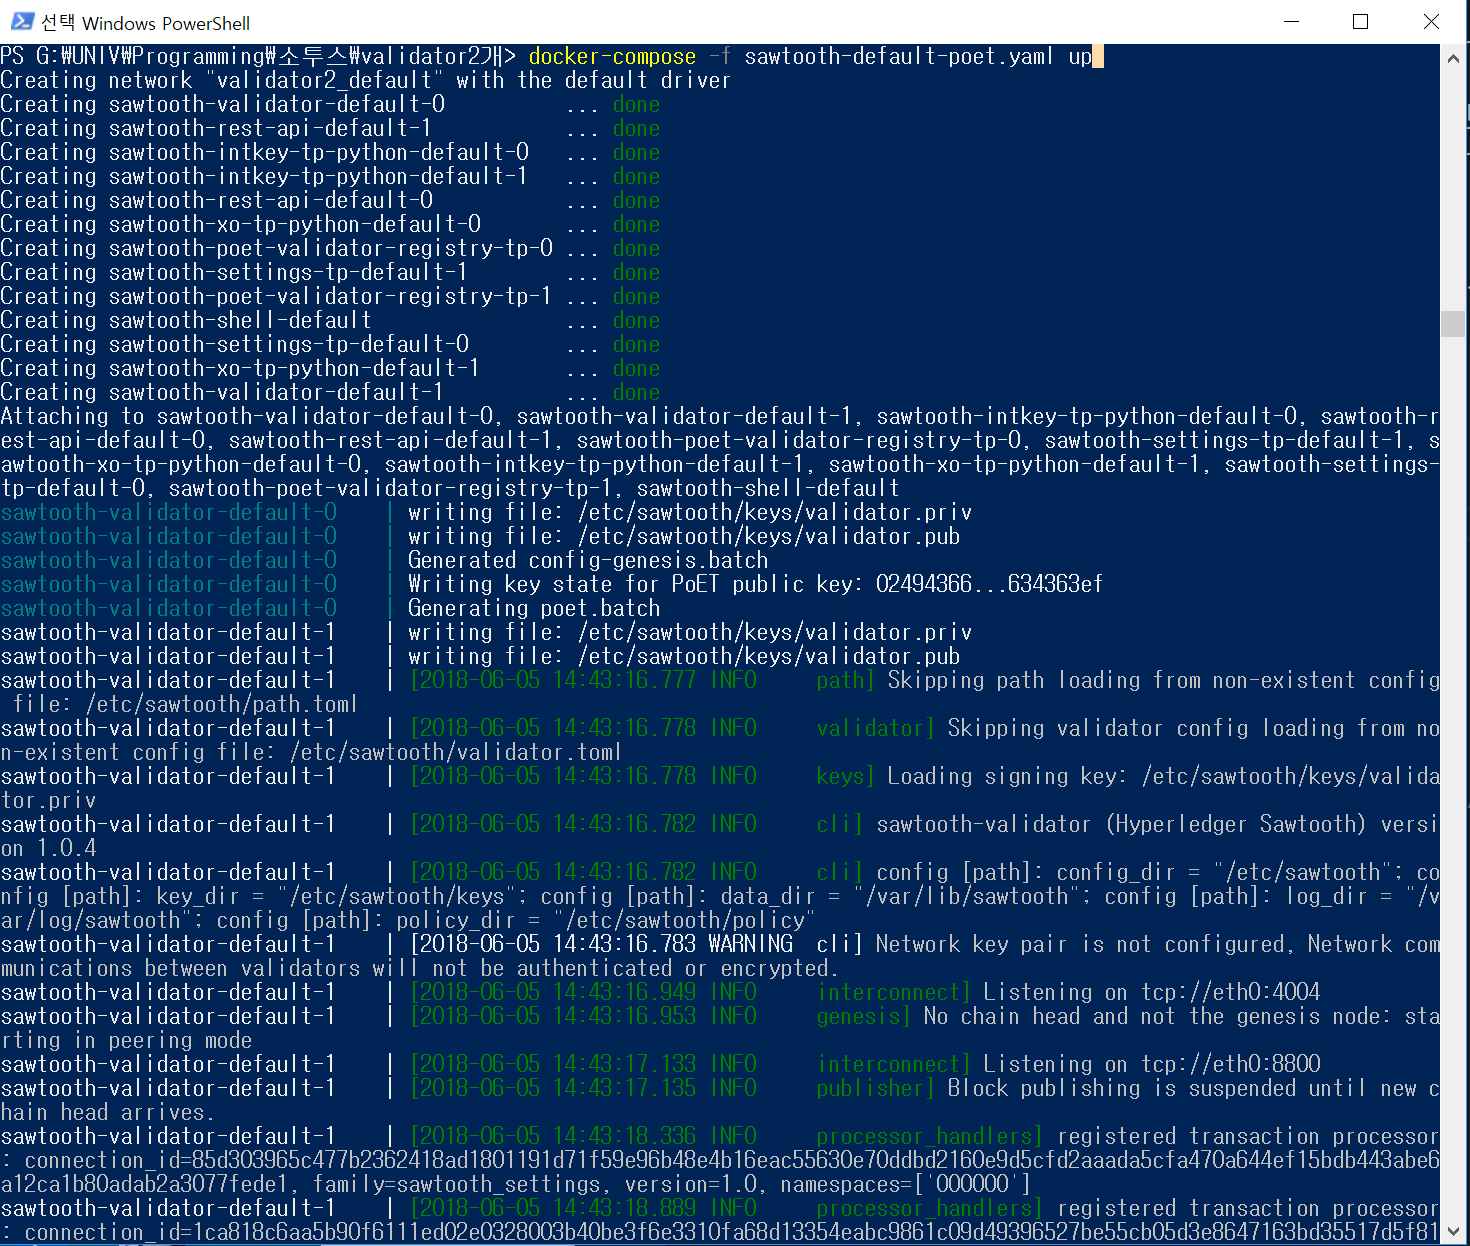 선택 Windows PowerShell
PS G:\UNIV\Programming\소투스\validator2개> docker-compose -f sawtooth-default-poet.yaml up
Creating network "validator2_default" with the default driver
Creating sawtooth-validator-default-0 ... done
Creating sawtooth-rest-api-default-1 ... done
Creating sawtooth-intkey-tp-python-default-0 ... done
Creating sawtooth-intkey-tp-python-default-1 ... done
Creating sawtooth-rest-api-default-0 ... done
Creating sawtooth-xo-tp-python-default-0 ... done
Creating sawtooth-poet-validator-registry-tp-0 ... done
Creating sawtooth-settings-tp-default-1 ... done
Creating sawtooth-poet-validator-registry-tp-1 ... done
Creating sawtooth-shell-default ... done
Creating sawtooth-settings-tp-default-0 ... done
Creating sawtooth-xo-tp-python-default-1 ... done
Creating sawtooth-validator-default-1 ... done
Attaching to sawtooth-validator-default-0, sawtooth-validator-default-1, sawtooth-intkey-tp-python-default-0, sawtooth-r
est-api-default-0, sawtooth-rest-api-default-1, sawtooth-poet-validator-registry-tp-0, sawtooth-settings-tp-default-1, s
awtooth-xo-tp-python-default-0, sawtooth-intkey-tp-python-default-1, sawtooth-xo-tp-python-default-1, sawtooth-settings-
tp-default-0, sawtooth-poet-validator-registry-tp-1, sawtooth-shell-default
sawtooth-validator-default-0 | writing file: /etc/sawtooth/keys/validator.priv
sawtooth-validator-default-0 | writing file: /etc/sawtooth/keys/validator.pub
sawtooth-validator-default-0 | Generated config-genesis.batch
sawtooth-validator-default-0 | Writing key state for PoET public key: 02494366...634363ef
sawtooth-validator-default-0 | Generating poet.batch
sawtooth-validator-default-1 | writing file: /etc/sawtooth/keys/validator.priv
sawtooth-validator-default-1 | writing file: /etc/sawtooth/keys/validator.pub
sawtooth-validator-default-1 | [2018-06-05 14:43:16.777 INFO path] Skipping path loading from non-existent config
file: /etc/sawtooth/path.toml
sawtooth-validator-default-1 | [2018-06-05 14:43:16.778 INFO validator] Skipping validator config loading from no
n-existent config file: /etc/sawtooth/validator.toml
sawtooth-validator-default-1 | [2018-06-05 14:43:16.778 INFO keys] Loading signing key: /etc/sawtooth/keys/valida
tor.priv
sawtooth-validator-default-1 | [2018-06-05 14:43:16.782 INFO cli] sawtooth-validator (Hyperledger Sawtooth) versi
on 1.0.4
sawtooth-validator-default-1 | [2018-06-05 14:43:16.782 INFO cli] config [path]: config_dir = "/etc/sawtooth"; co
nfig [path]: key_dir = "/etc/sawtooth/keys"; config [path]: data_dir = "/var/lib/sawtooth"; config [path]: log_dir = "/v
ar/log/sawtooth"; config [path]: policy_dir = "/etc/sawtooth/policy"
sawtooth-validator-default-1 | [2018-06-05 14:43:16.783 WARNING cli] Network key pair is not configured, Network com
munications between validators will not be authenticated or encrypted.
sawtooth-validator-default-1 | [2018-06-05 14:43:16.949 INFO interconnect] Listening on tcp://eth0:4004
sawtooth-validator-default-1 | [2018-06-05 14:43:16.953 INFO genesis] No chain head and not the genesis node: sta
rting in peering mode
sawtooth-validator-default-1 | [2018-06-05 14:43:17.133 INFO interconnect] Listening on tcp://eth0:8800
sawtooth-validator-default-1 | [2018-06-05 14:43:17.135 INFO publisher] Block publishing is suspended until new c
hain head arrives.
sawtooth-validator-default-1 | [2018-06-05 14:43:18.336 INFO processor_handlers] registered transaction processor
: connection_id=85d303965c477b2362418ad1801191d71f59e96b48e4b16eac55630e70ddbd2160e9d5cfd2aaada5cfa470a644ef15bdb443abe6
a12ca1b80adab2a3077fede1, family=sawtooth_settings, version=1.0, namespaces=['000000']
sawtooth-validator-default-1 | [2018-06-05 14:43:18.889 INFO processor_handlers] registered transaction processor
: connection_id=1ca818c6aa5b90f6111ed02e0328003b40be3f6e3310fa68d13354eabc9861c09d49396527be55cb05d3e8647163bd35517d5f81